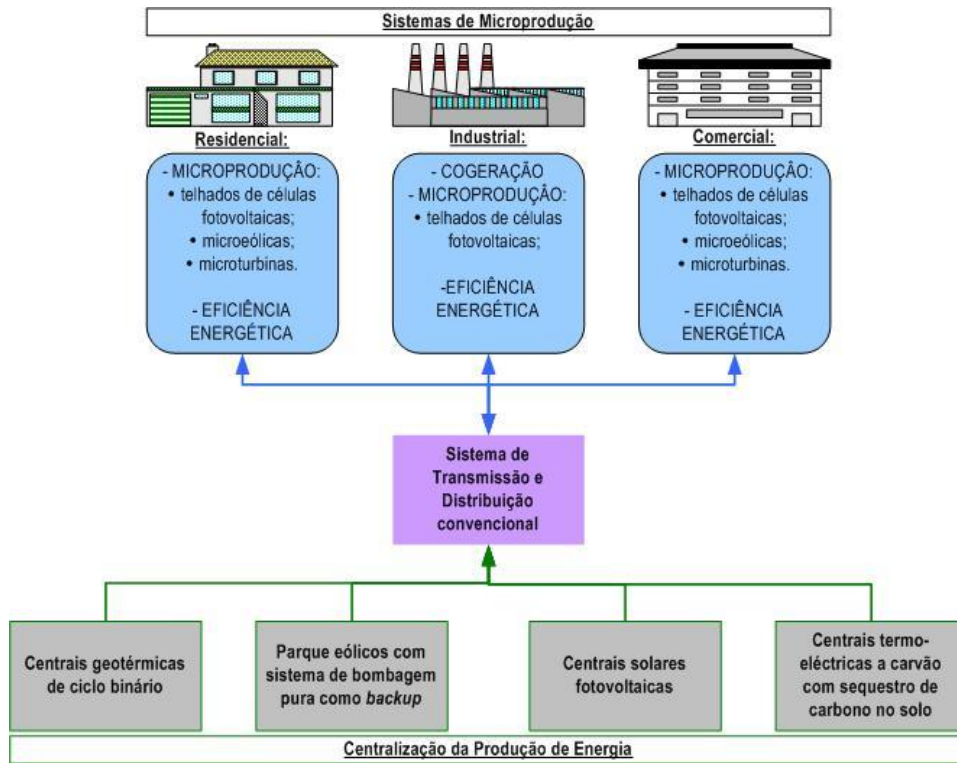 Sistemas de Microprodução
Residencial:
- MICROPRODUÇÂO:
• telhados de células
fotovoltaicas;
• microeólicas;
• microturbinas.
- EFICIÊNCIA
ENERGÉTICA
Industrial:
- COGERAÇÃO
- MICROPRODUÇÂO:
• telhados de células
fotovoltaicas;
-EFICIÊNCIA
ENERGÉTICA
Comercial:
- MICROPRODUÇÂO:
• telhados de células
fotovoltaicas;
• microeólicas;
• microturbinas.
- EFICIÊNCIA
ENERGÉTICA
Sistema de
Transmissão e
Distribuição
convencional
Centrais geotérmicas
de ciclo binário
Parque eólicos com
sistema de bombagem
pura como backup
Centrais solares
fotovoltaicas
Centrais termo-
eléctricas a carvão
com sequestro de
carbono no solo
Centralização da Produção de Energia